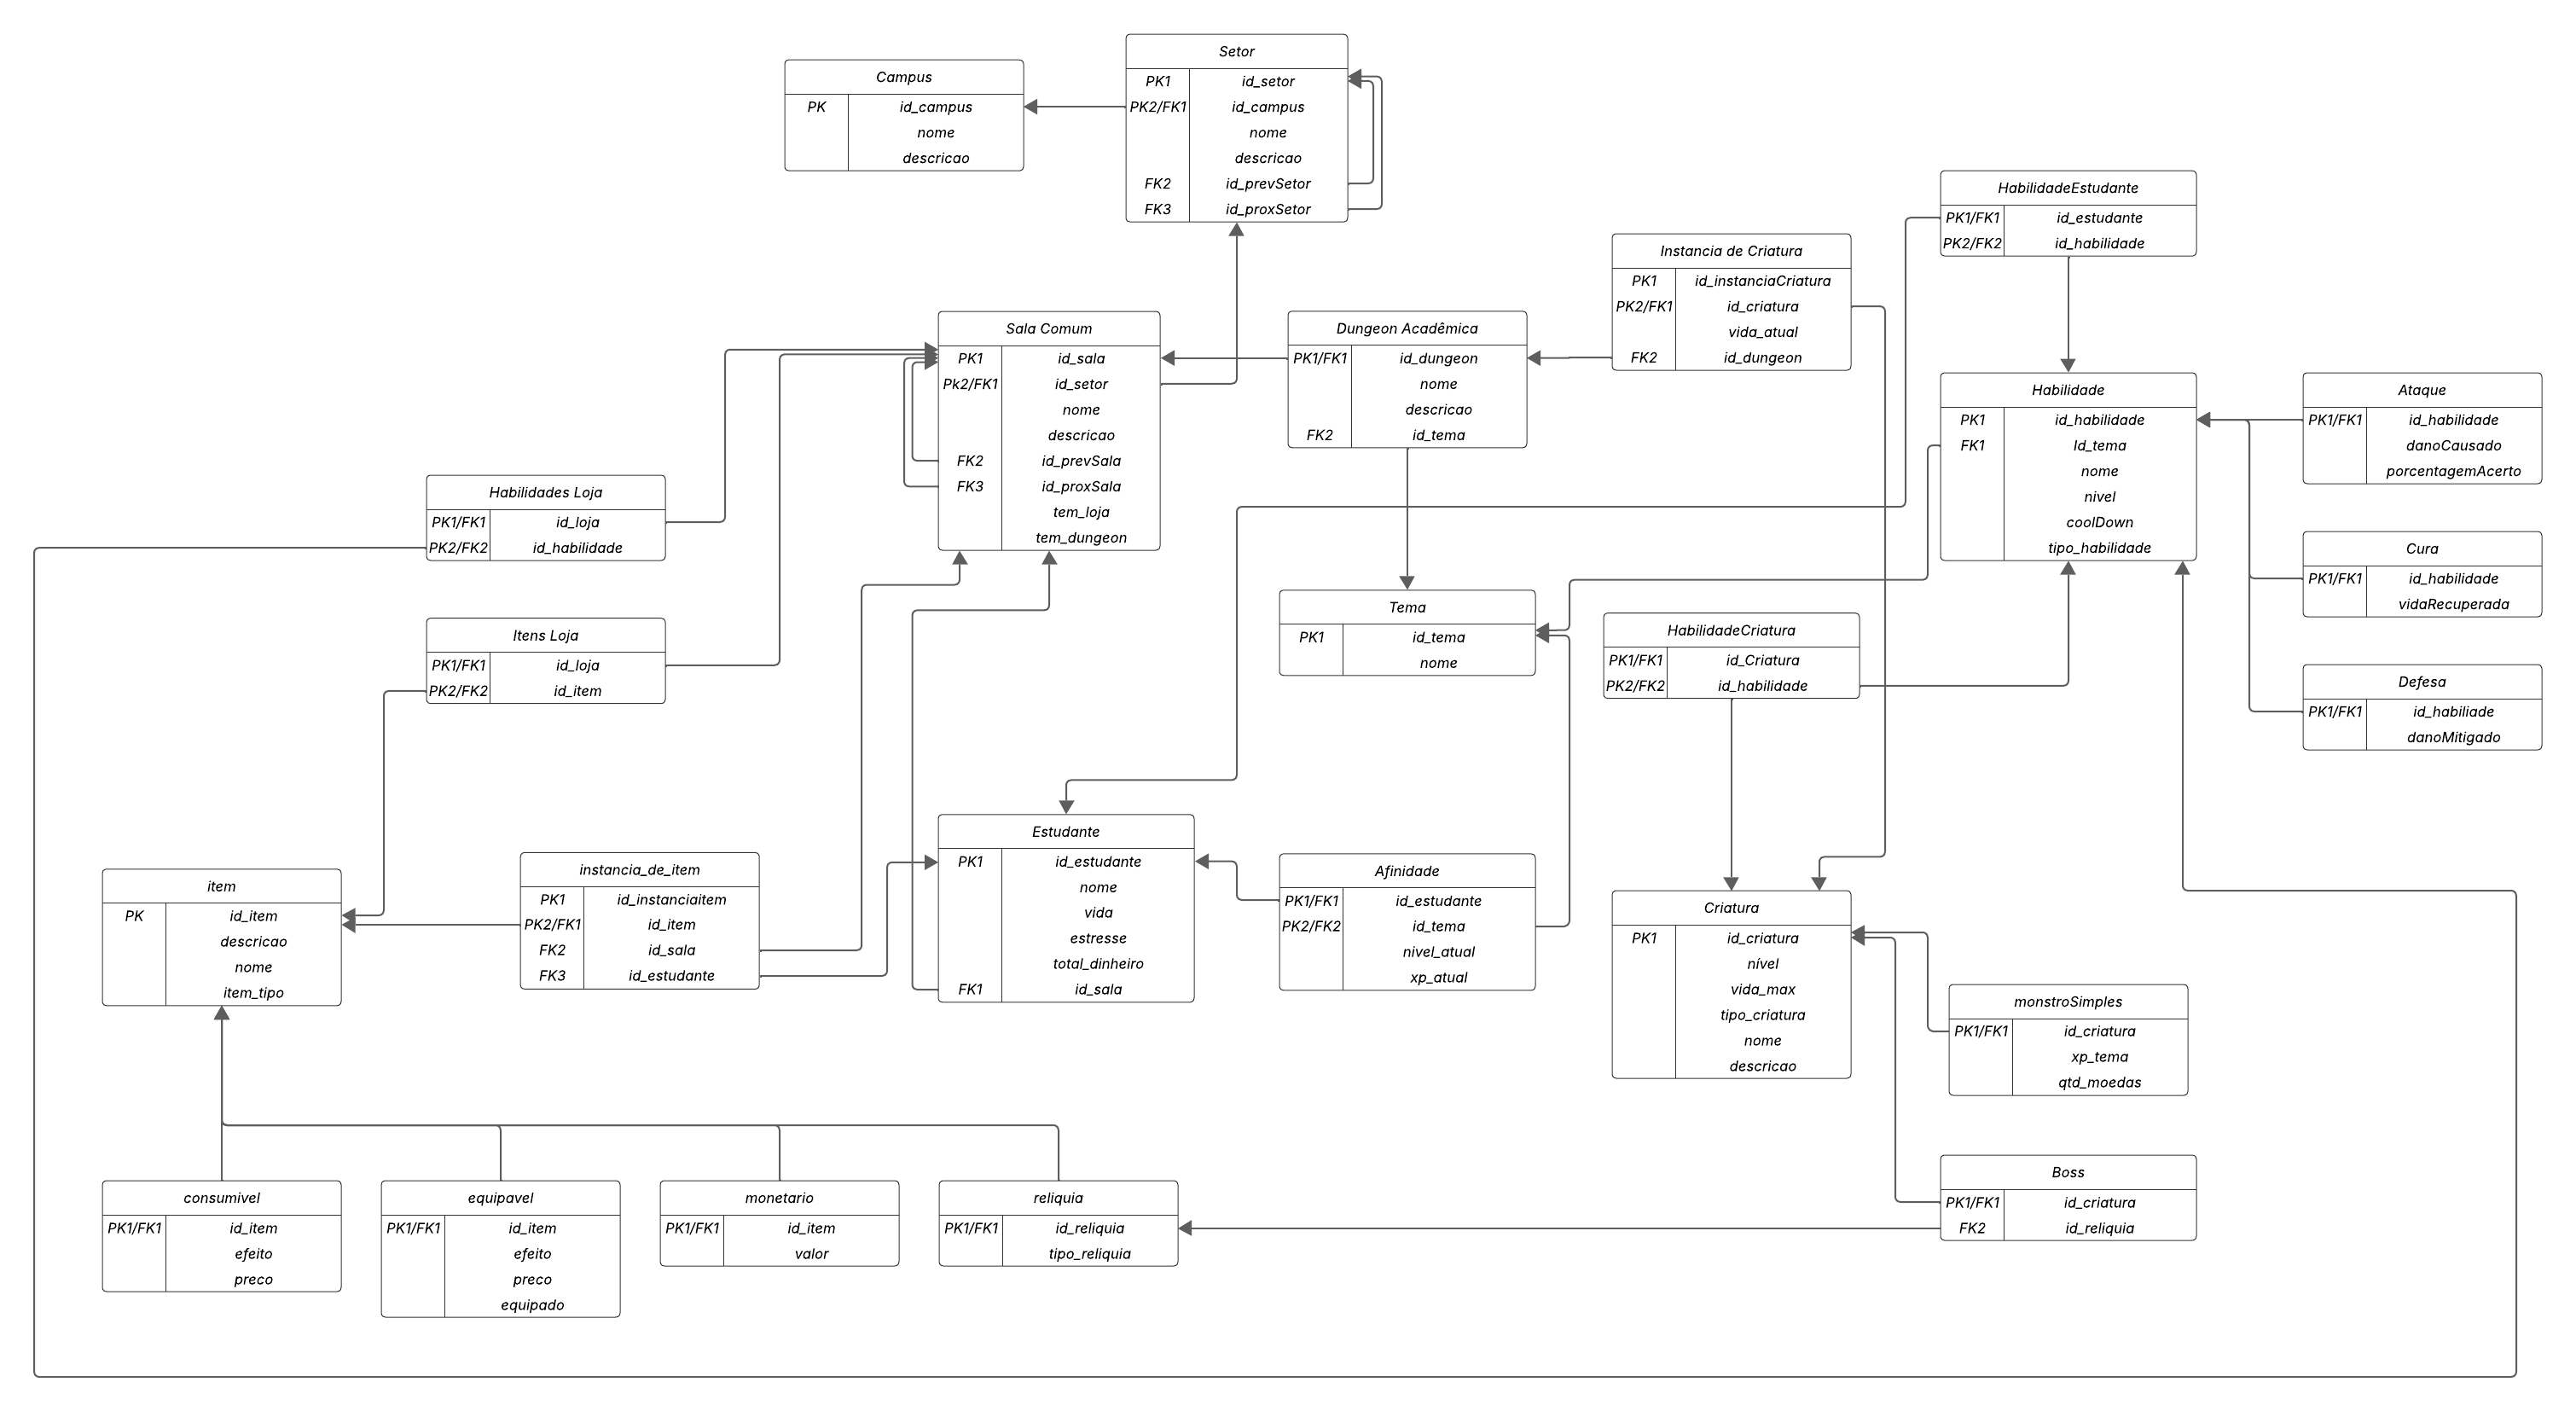 Setor
PK1 id_setor
PK2/FK1 id_campus
nome
descricao
FK2 id_prevSetor
FK3 id_proxSetor
Campus
PK id_campus
nome
descricao
HabilidadeEstudante
PK1/FK1 id_estudante
PK2/FK2 id_habilidade
Instancia de Criatura
PK1 id_instanciaCriatura
PK2/FK1 id_criatura
vida_atual
FK2 id_dungeon
Sala Comum
PK1 id_sala
Pk2/FK1 id_setor
nome
descricao
FK2 id_prevSala
FK3 id_proxSala
tem_loja
tem_dungeon
Dungeon Acadêmica
PK1/FK1 id_dungeon
nome
descricao
FK2 id_tema
Habilidade
PK1 id_habilidade
FK1 Id_tema
nome
nivel
coolDown
tipo_habilidade
Ataque
PK1/FK1 id_habilidade
danoCausado
porcentagemAcerto
Habilidades Loja
PK1/FK1 id_loja
PK2/FK2 id_habilidade
Cura
PK1/FK1 id_habilidade
vidaRecuperada
Tema
PK1 id_tema
nome
HabilidadeCriatura
PK1/FK1 id_Criatura
PK2/FK2 id_habilidade
Itens Loja
PK1/FK1 id_loja
PK2/FK2 id_item
Defesa
PK1/FK1 id_habiliade
danoMitigado
Estudante
PK1 id_estudante
nome
vida
estresse
total_dinheiro
FK1 id_sala
instancia_de_item
PK1 id_instanciaitem
PK2/FK1 id_item
FK2 id_sala
FK3 id_estudante
Afinidade
PK1/FK1 id_estudante
PK2/FK2 id_tema
nivel_atual
xp_atual
item
PK id_item
descricao
nome
item_tipo
Criatura
PK1 id_criatura
nível
vida_max
tipo_criatura
nome
descricao
monstroSimples
PK1/FK1 id_criatura
xp_tema
qtd_moedas
Boss
PK1/FK1 id_criatura
FK2 id_reliquia
consumivel
PK1/FK1 id_item
efeito
preco
equipavel
PK1/FK1 id_item
efeito
preco
equipado
monetario
PK1/FK1 id_item
valor
reliquia
PK1/FK1 id_reliquia
tipo_reliquia